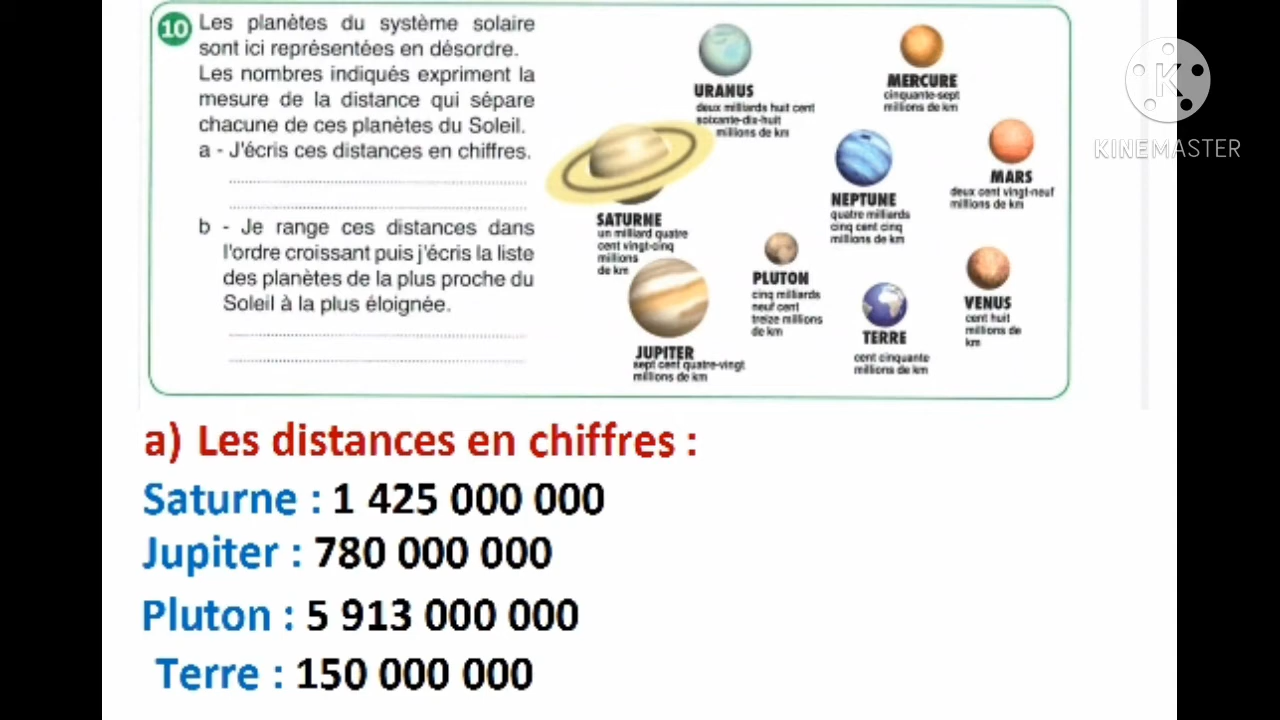 10 Les planètes du système solaire
sont ici représentées en désordre.
Les nombres indiqués expriment la
mesure de la distance qui sépare
chacune de ces planètes du Soleil.
a - J'écris ces distances en chiffres.
b - Je range ces distances dans
l'ordre croissant puis j'écris la liste
des planètes de la plus proche du
Soleil à la plus éloignée.
URANUS
deux milliards huit cent
soixante-dix-huit
millions de km
MERCURE
cinquante-sept
millions de km
SATURNE
un milliard quatre
cent vingt-cinq
millions
de km
NEPTUNE
quatre milliards
cinq cent cinq
millions de km
MARS
deux cent vingt-neuf
millions de km
JUPITER
sept cent quatre-vingt
millions de km
PLUTON
cinq milliards
neuf cent
treize millions
de km
TERRE
cent cinquante
millions de km
VENUS
cent huit
millions de
km
K
KINEMASTER
a) Les distances en chiffres :
Saturne : 1 425 000 000
Jupiter : 780 000 000
Pluton : 5 913 000 000
Terre : 150 000 000